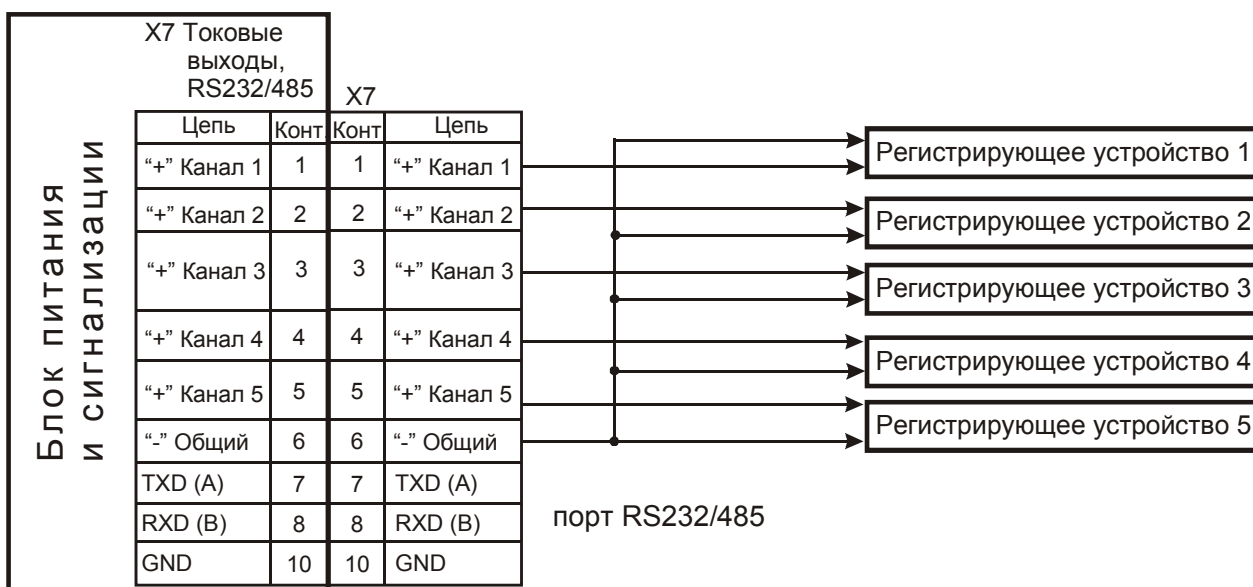 Блок питания
и сигнализации
X7 Токовые
выходы,
RS232/485
X7
Цепь Конт. Конт Цепь
“+” Канал 1 1 1 “+” Канал 1
“+” Канал 2 2 2 “+” Канал 2
“+” Канал 3 3 3 “+” Канал 3
“+” Канал 4 4 4 “+” Канал 4
“+” Канал 5 5 5 “+” Канал 5
“-” Общий 6 6 “-” Общий
TXD (A) 7 7 TXD (A)
RXD (B) 8 8 RXD (B)
GND 10 10 GND
Регистрирующее устройство 1
Регистрирующее устройство 2
Регистрирующее устройство 3
Регистрирующее устройство 4
Регистрирующее устройство 5
порт RS232/485